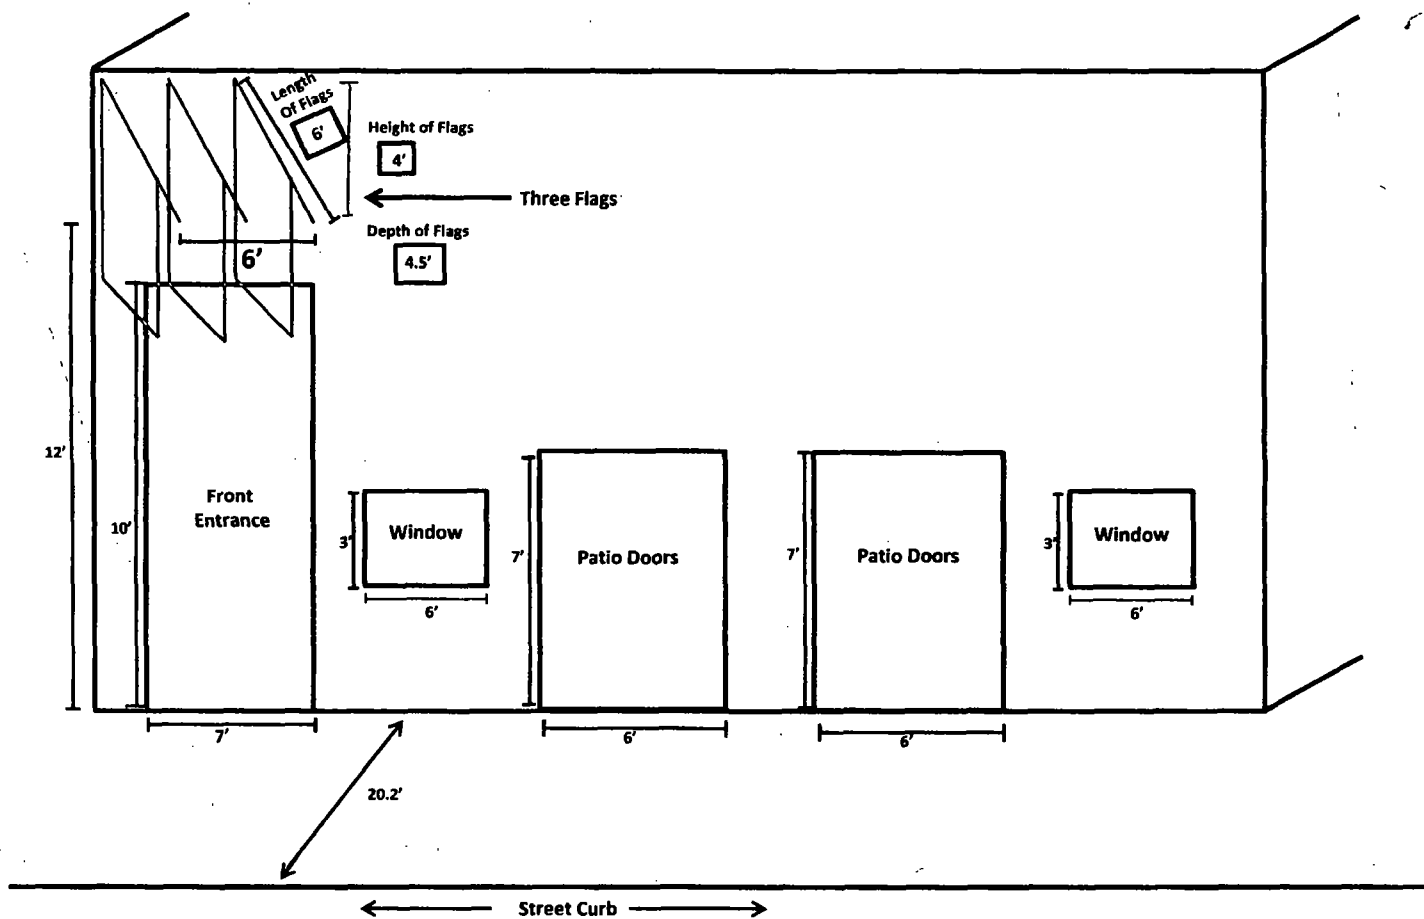 Length
Of Flags
6'
Height of Flags
4'
Three Flags
Depth of Flags
4.5'
6'
12'
10'
Front
Entrance
7'
3'
Window
6'
7'
Patio Doors
6'
7'
Patio Doors
6'
3'
Window
6'
20.2'
Street Curb